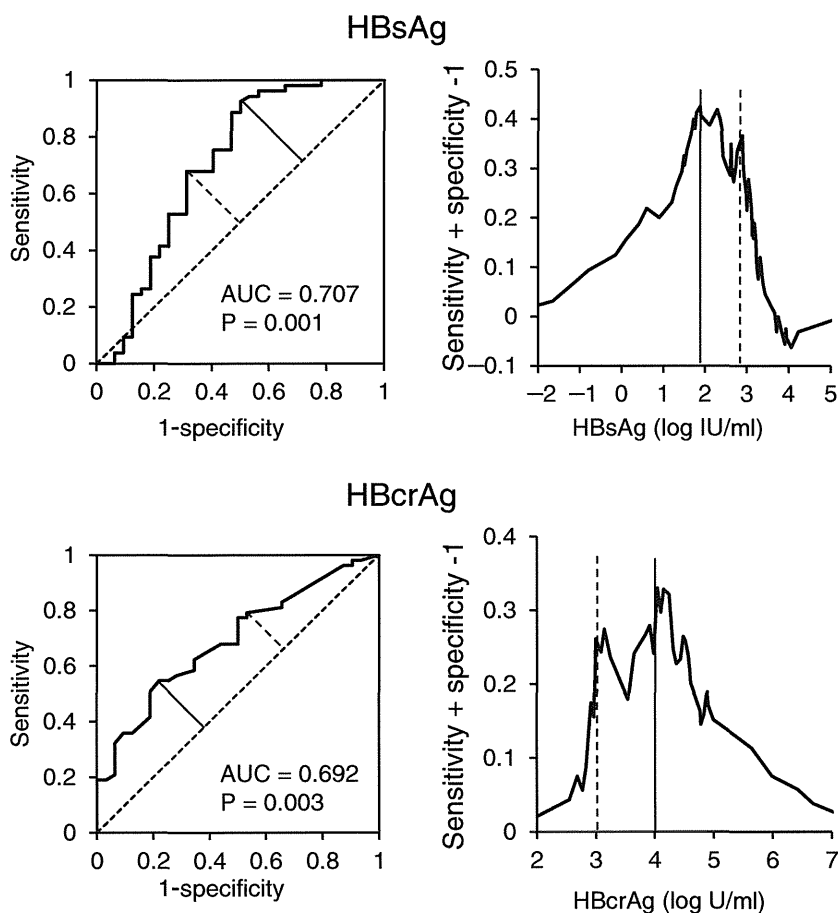 HBsAg
Sensitivity
1
0.8
0.6
0.4
0.2
0
AUC = 0.707
P = 0.001
0 0.2 0.4 0.6 0.8 1
1-specificity
Sensitivity + specificity -1
0.5
0.4
0.3
0.2
0.1
0
−0.1
−2 −1 0 1 2 3 4 5
HBsAg (log IU/ml)
HBcrAg
Sensitivity
1
0.8
0.6
0.4
0.2
0
AUC = 0.692
P = 0.003
0 0.2 0.4 0.6 0.8 1
1-specificity
Sensitivity + specificity -1
0.4
0.3
0.2
0.1
0
2 3 4 5 6 7
HBcrAg (log U/ml)